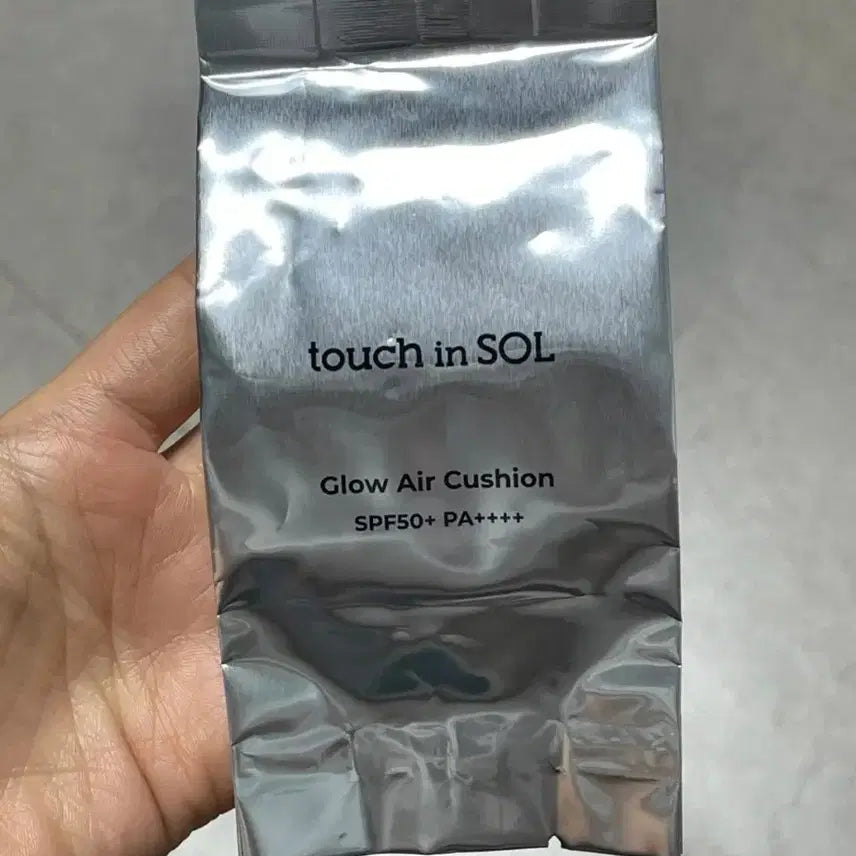 touch in SOL
Glow Air Cushion
SPF50+ PA++++